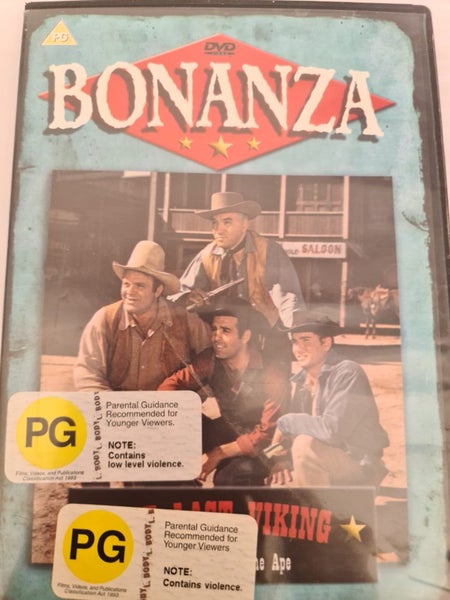 PG
DVD
BONANZA
SALOON
PG
Parental Guidance
Recommended for
Younger Viewers.
NOTE:
Contains
low level violence.
Films, Videos, and Publications
Classification Act 1993
LAST VIKING
Ape
PG
Parental Guidance
Recommended for
Younger Viewers
NOTE:
Contains violence.
Films, Videos, and Publications
Classification Act 1993